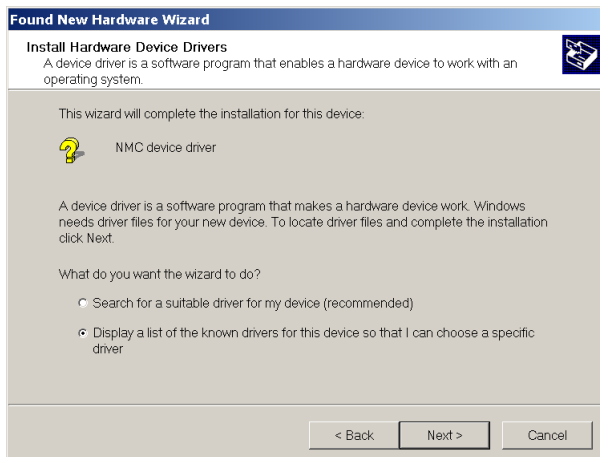 Found New Hardware Wizard
Install Hardware Device Drivers
A device driver is a software program that enables a hardware device to work with an
operating system.
This wizard will complete the installation for this device:
NMC device driver
A device driver is a software program that makes a hardware device work. Windows
needs driver files for your new device. To locate driver files and complete the installation
click Next.
What do you want the wizard to do?
Search for a suitable driver for my device (recommended)
Display a list of the known drivers for this device so that I can choose a specific
driver
< Back
Next >
Cancel